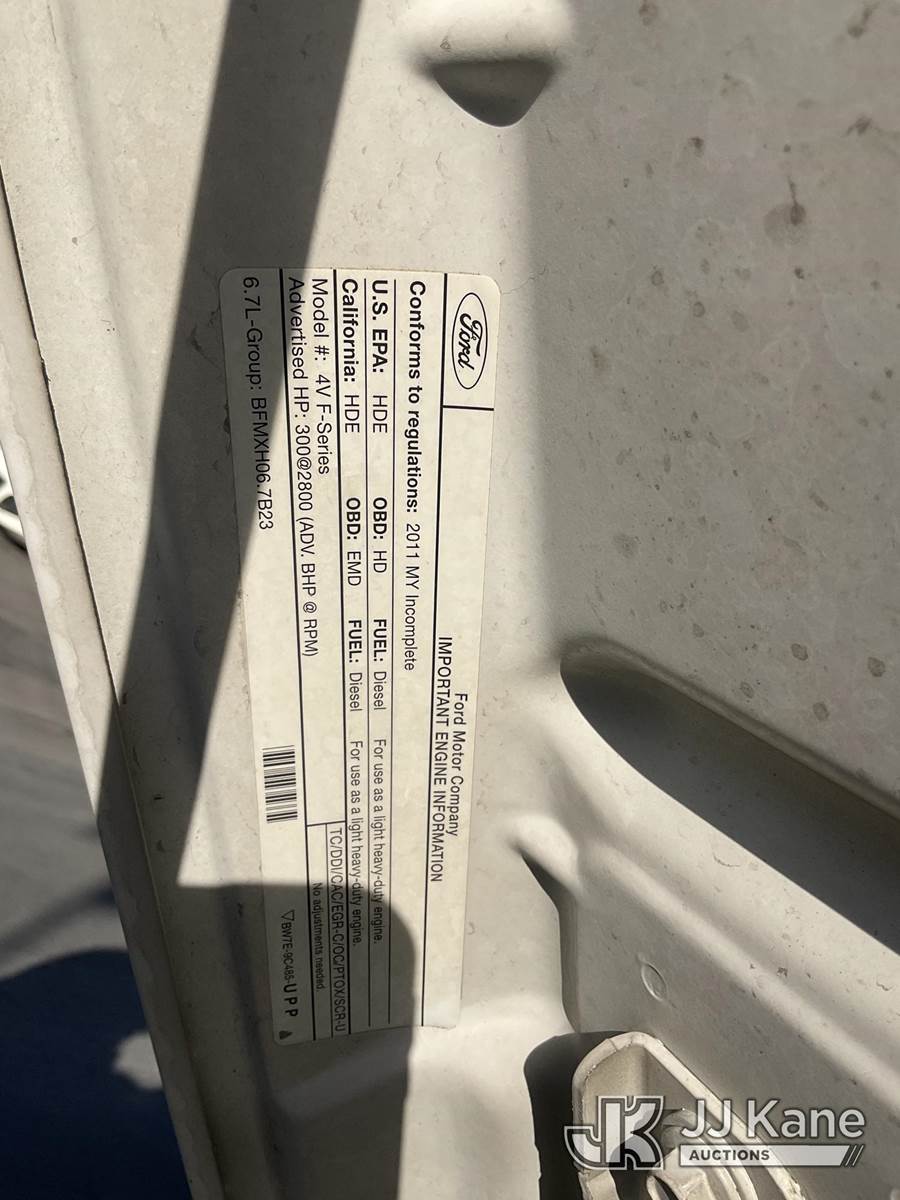 Ford
Ford Motor Company
IMPORTANT ENGINE INFORMATION
Conforms to regulations: 2011 MY Incomplete
U.S. EPA: HDE OBD: HD FUEL: Diesel For use as a light heavy-duty engine.
California: HDE OBD: EMD FUEL: Diesel For use as a light heavy-duty engine.
Model #: 4V F-Series
TC/DDI/CAC/EGR-C/OC/PTOX/SCR-U
Advertised HP: 300@2800 (ADV. BHP @ RPM)
No adjustments needed.
6.7L-Group: BFMXH06.7B23
BW7E-9C485-UPP
JK JJ Kane
AUCTIONS